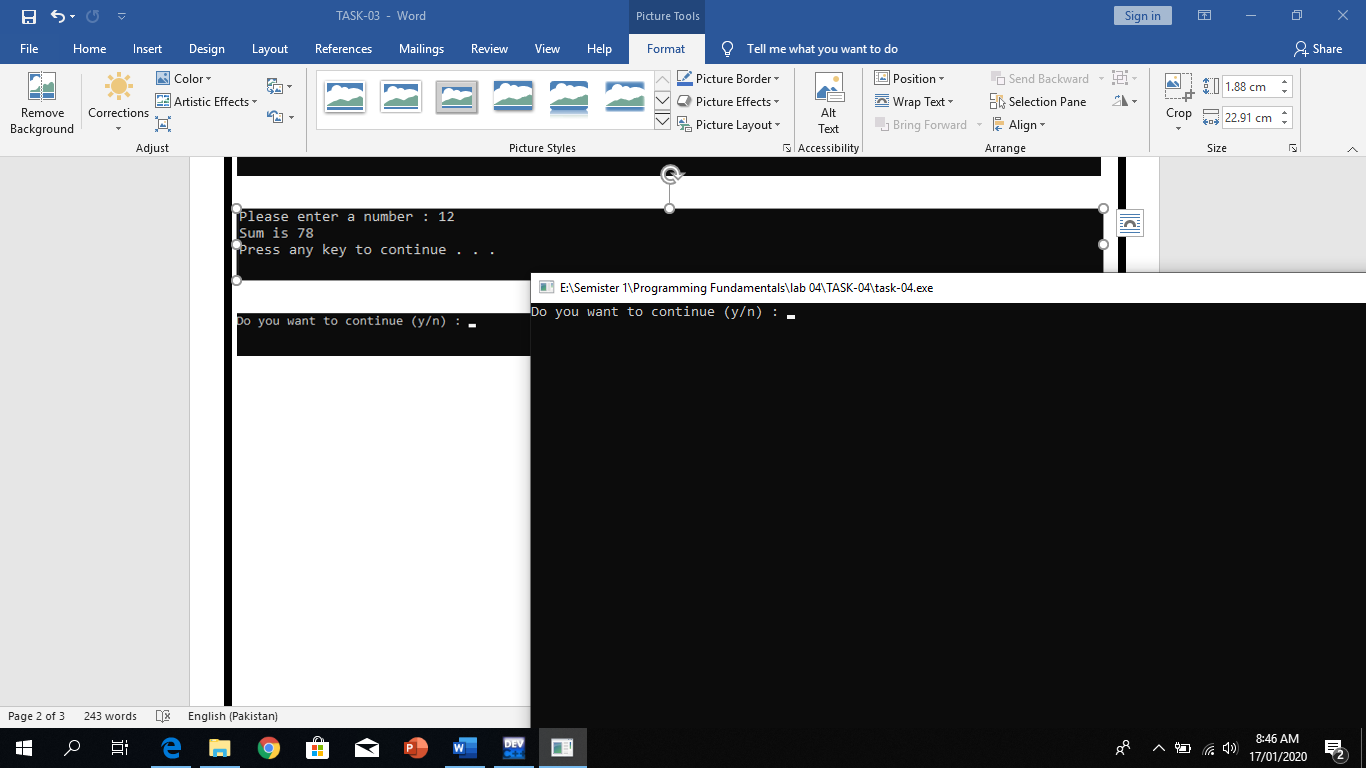 TASK-03 - Word
Picture Tools
Sign in
File Home Insert Design Layout References Mailings Review View Help Format Tell me what you want to do Share
Remove Background
Corrections
Color
Artistic Effects
Adjust
Picture Styles
Picture Border
Picture Effects
Picture Layout
Alt Text
Accessibility
Position
Wrap Text
Bring Forward
Send Backward
Selection Pane
Align
Arrange
Crop
1.88 cm
22.91 cm
Size
Please enter a number : 12
Sum is 78
Press any key to continue . . .
Do you want to continue (y/n) :
E:\Semister 1\Programming Fundamentals\lab 04\TASK-04\task-04.exe
Do you want to continue (y/n) :
Page 2 of 3 243 words English (Pakistan)
DEV
8:46 AM
17/01/2020
2